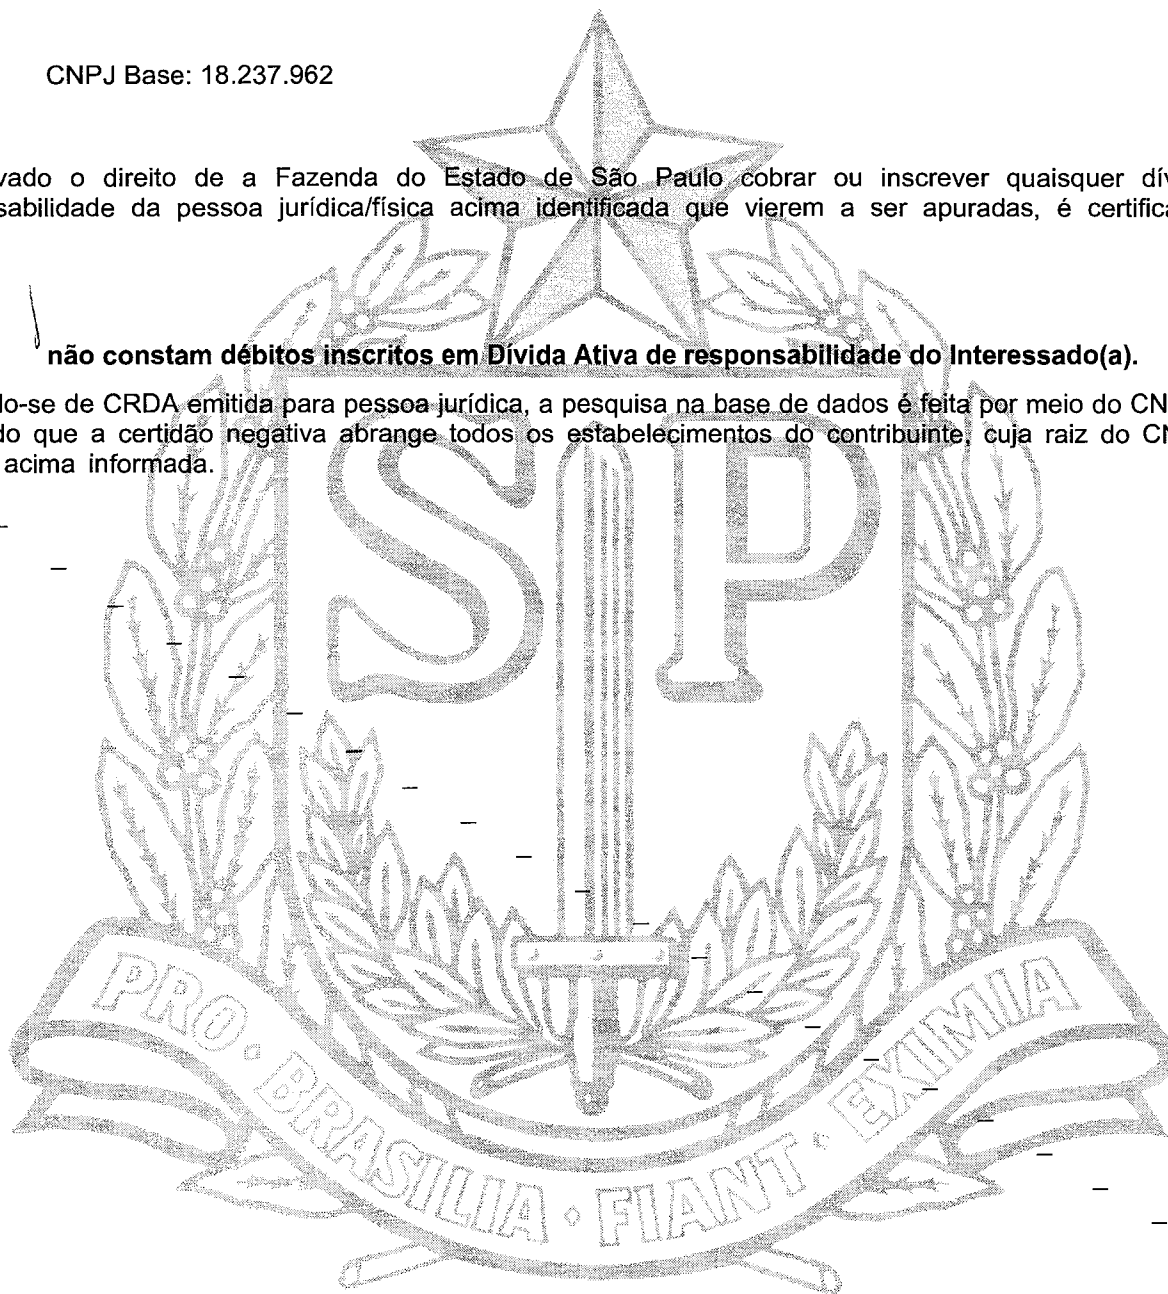 CNPJ Base: 18.237.962
vado o direito de a Fazenda do Estado de São Paulo cobrar ou inscrever quaisquer dív
sabilidade da pessoa jurídica/física acima identificada que vierem a ser apuradas, é certifica
não constam débitos inscritos em Dívida Ativa de responsabilidade do Interessado(a).
do-se de CRDA emitida para pessoa jurídica, a pesquisa na base de dados é feita por meio do CN
do que a certidão negativa abrange todos os estabelecimentos do contribuinte, cuja raiz do CN
acima informada.
SP
PRO · BRASILIA · FIANT · EXIMIA